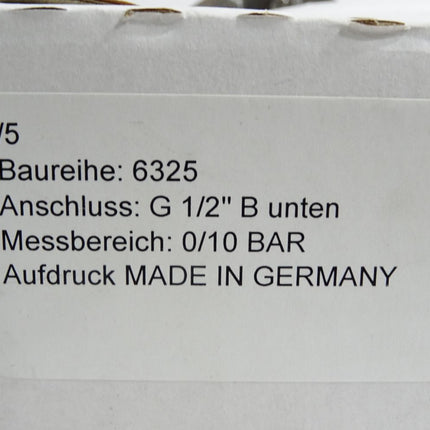 /5
Baureihe: 6325
Anschluss: G 1/2" B unten
Messbereich: 0/10 BAR
Aufdruck MADE IN GERMANY